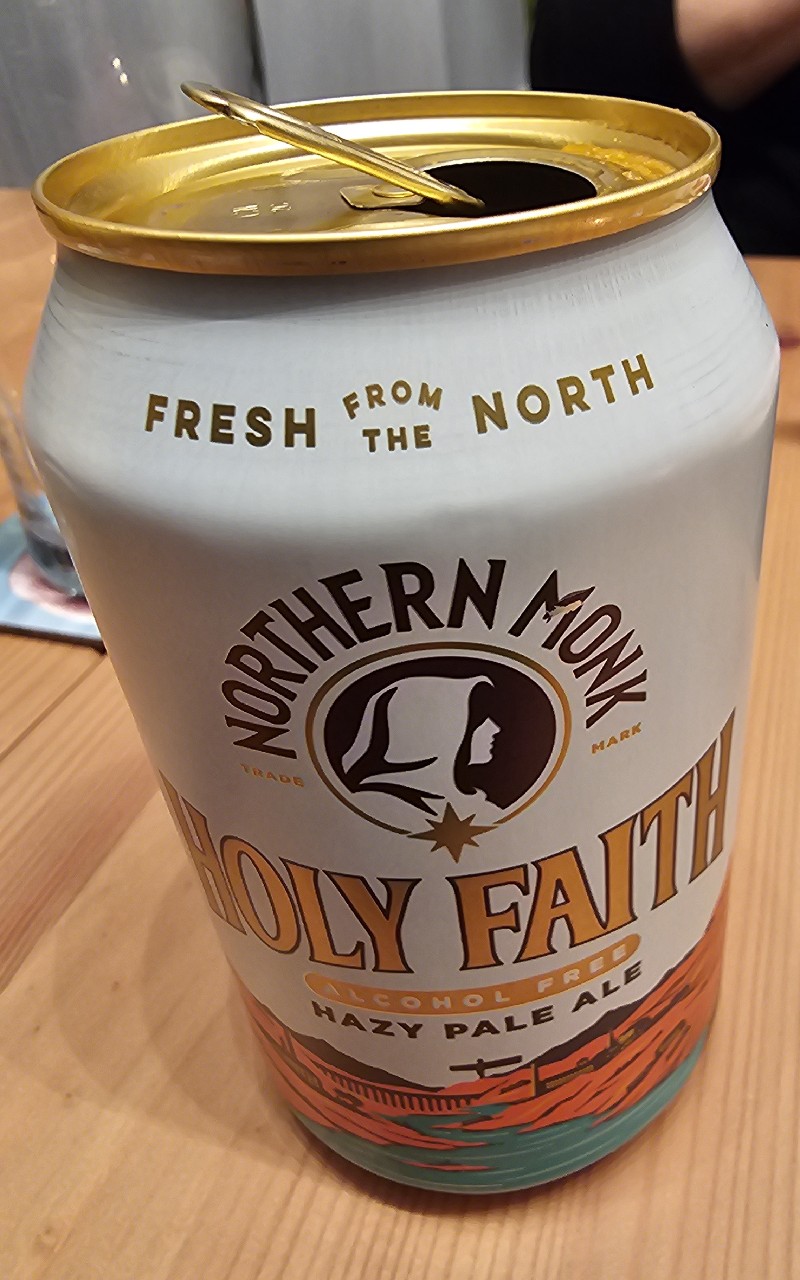 FRESH FROM THE NORTH
NORTHERN MONK
TRADE MARK
HOLY FAITH
ALCOHOL FREE
HAZY PALE ALE